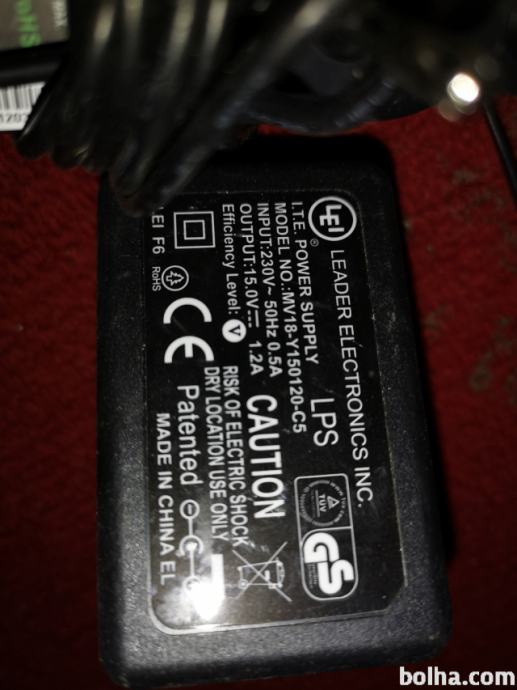 LEI LEADER ELECTRONICS INC.
®
I.T.E. POWER SUPPLY LPS
MODEL NO.:MV18-Y150120-C5
INPUT:230V~ 50Hz 0.5A
OUTPUT:15.0V⎓ 1.2A
Efficiency Level: V
CAUTION
RISK OF ELECTRIC SHOCK
DRY LOCATION USE ONLY
TUV GS
LEI F6 RoHS CE Patented
MADE IN CHINA EL
RoHS
bolha.com